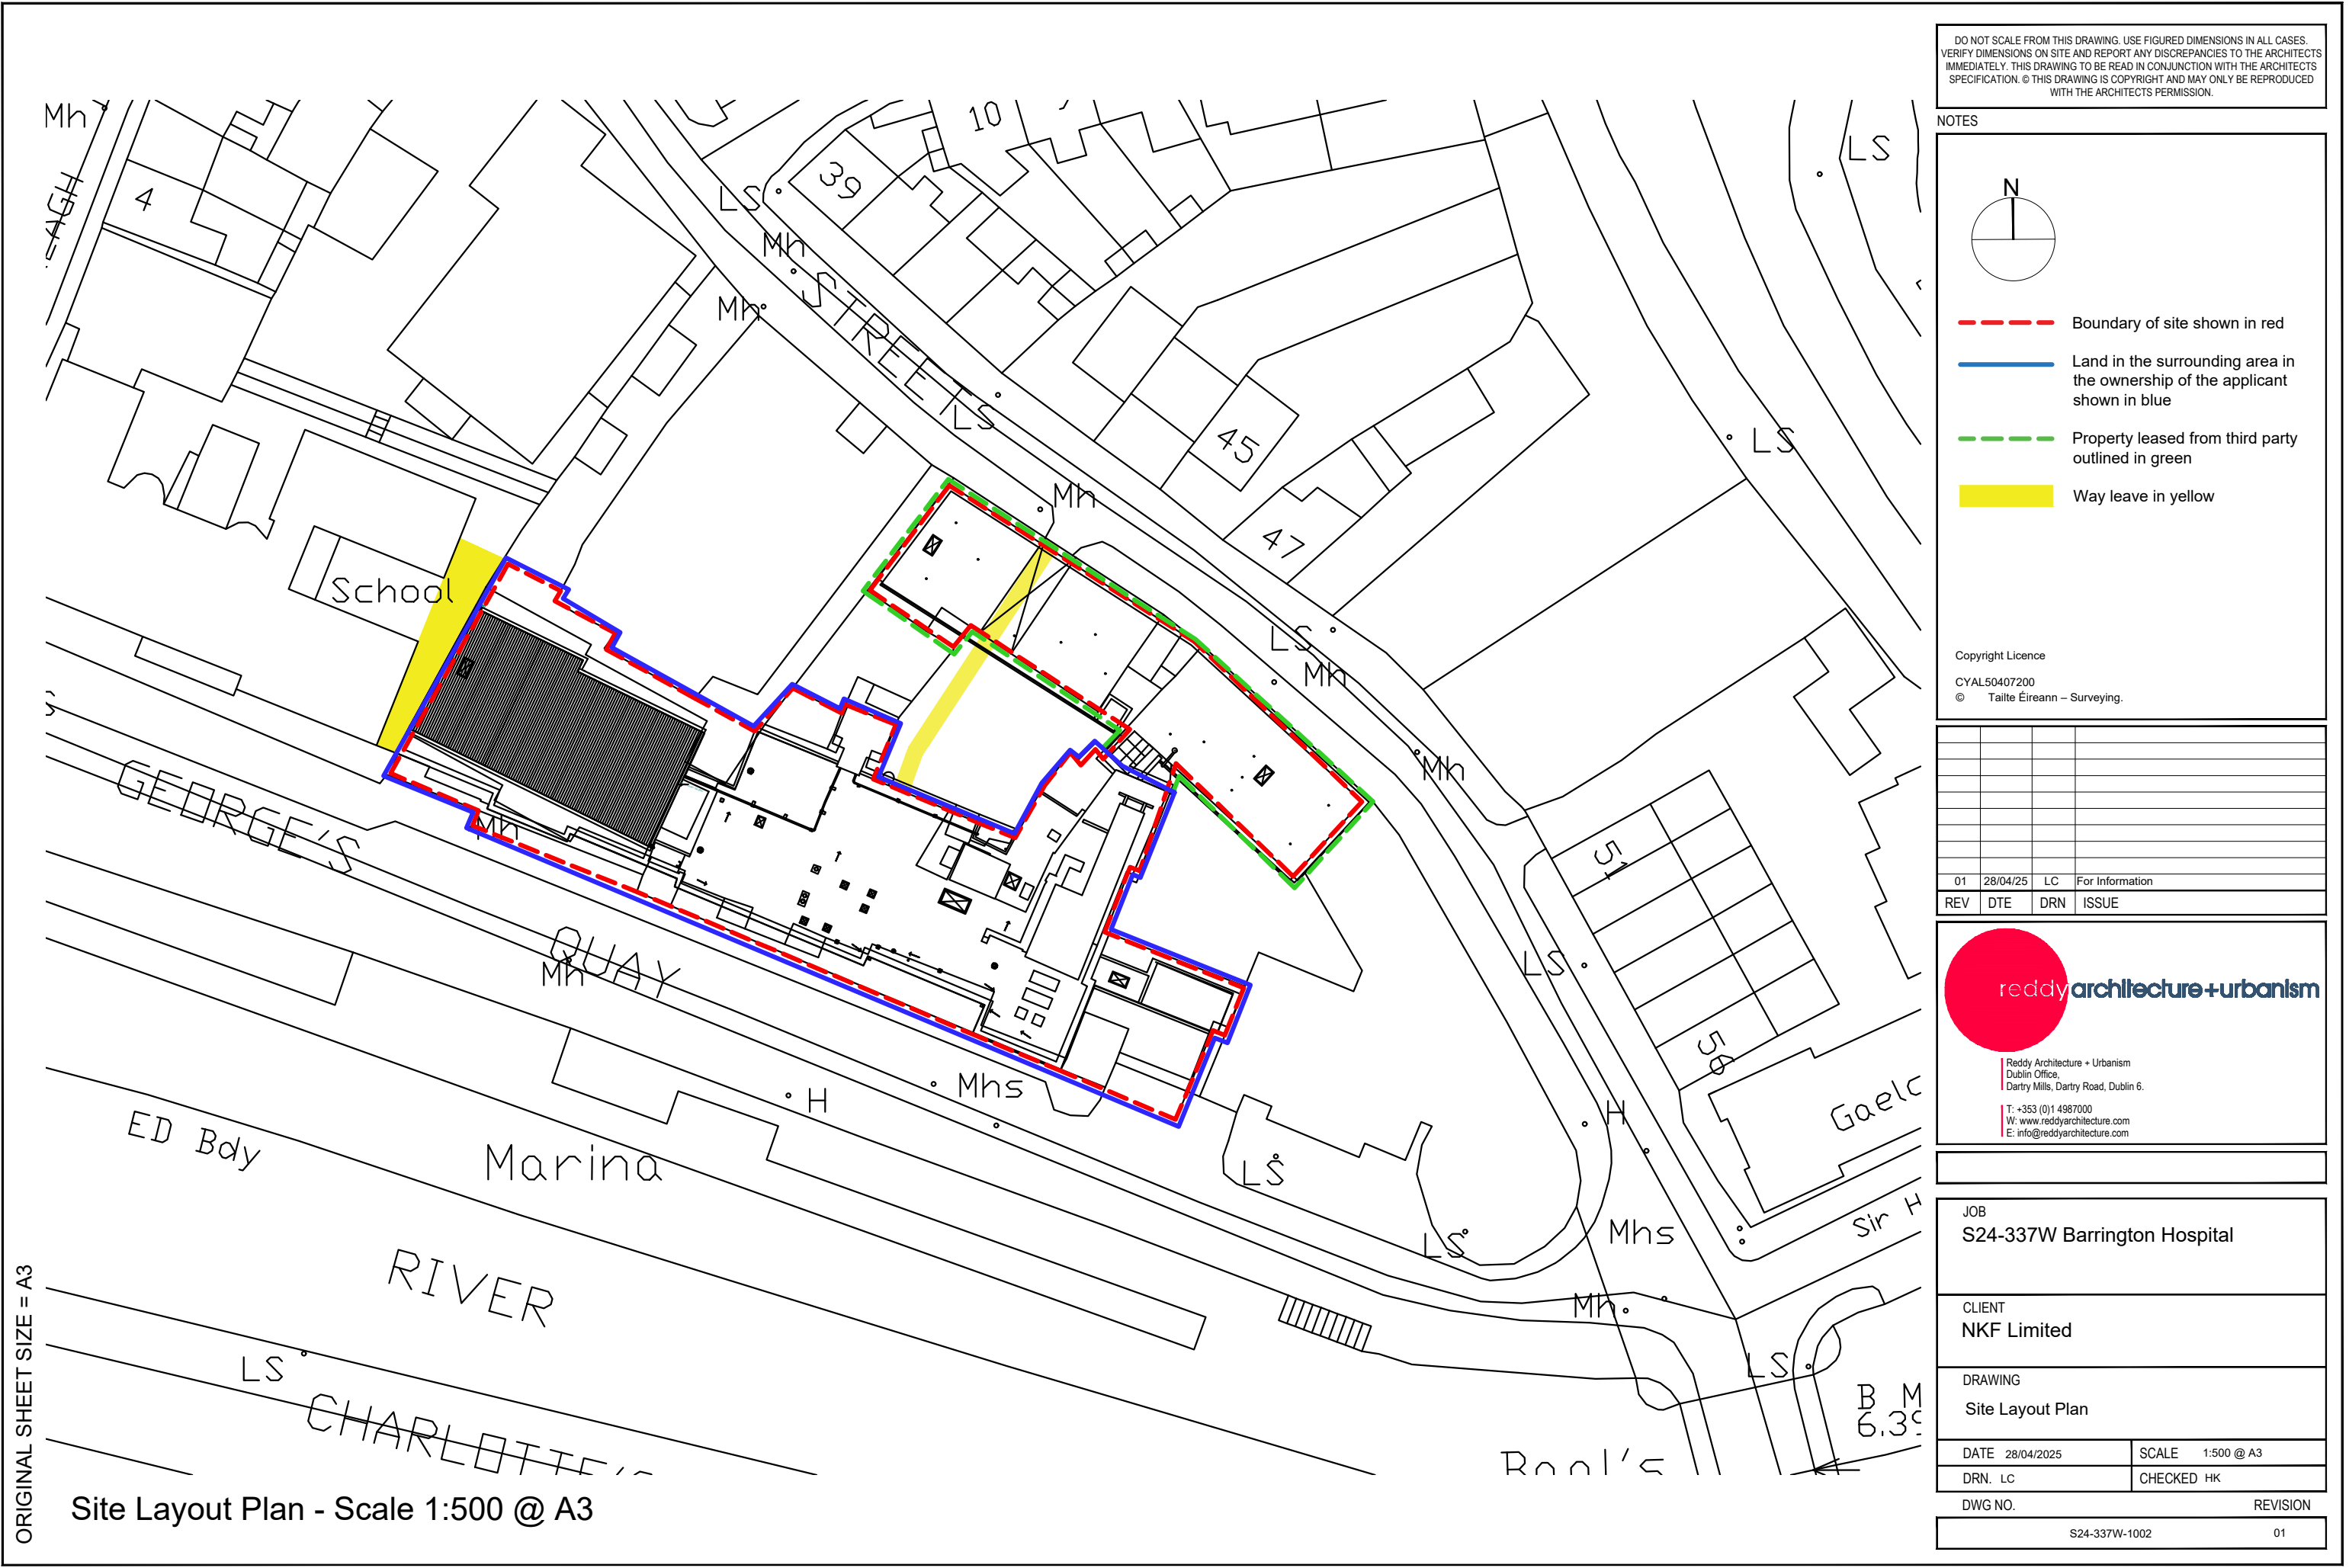 DO NOT SCALE FROM THIS DRAWING. USE FIGURED DIMENSIONS IN ALL CASES.
VERIFY DIMENSIONS ON SITE AND REPORT ANY DISCREPANCIES TO THE ARCHITECTS
IMMEDIATELY. THIS DRAWING TO BE READ IN CONJUNCTION WITH THE ARCHITECTS
SPECIFICATION. © THIS DRAWING IS COPYRIGHT AND MAY ONLY BE REPRODUCED
WITH THE ARCHITECTS PERMISSION.
NOTES
N
Boundary of site shown in red
Land in the surrounding area in
the ownership of the applicant
shown in blue
Property leased from third party
outlined in green
Way leave in yellow
Copyright Licence
CYAL50407200
© Tailte Éireann – Surveying.
01 28/04/25 LC For Information
REV DTE DRN ISSUE
reddyarchitecture+urbanism
Reddy Architecture + Urbanism
Dublin Office,
Dartry Mills, Dartry Road, Dublin 6.
T: +353 (0)1 4987000
W: www.reddyarchitecture.com
E: info@reddyarchitecture.com
JOB
S24-337W Barrington Hospital
CLIENT
NKF Limited
DRAWING
Site Layout Plan
DATE 28/04/2025 SCALE 1:500 @ A3
DRN. LC CHECKED HK
DWG NO. REVISION
S24-337W-1002 01
Mh
4
39
10
LS
LS
Mh
Mh
STREET
LS
45
LS
Mh
47
School
LS
Mh
Mh
GEORGE'S
Mh
51
QUAY
Mh
LS
56
Mhs
H
H
Gaelc
ED Bdy
Marina
LS
Sir H
LS
Mhs
RIVER
Mh
LS
LS
B M
CHARLOTTE'S
Site Layout Plan - Scale 1:500 @ A3
ORIGINAL SHEET SIZE = A3